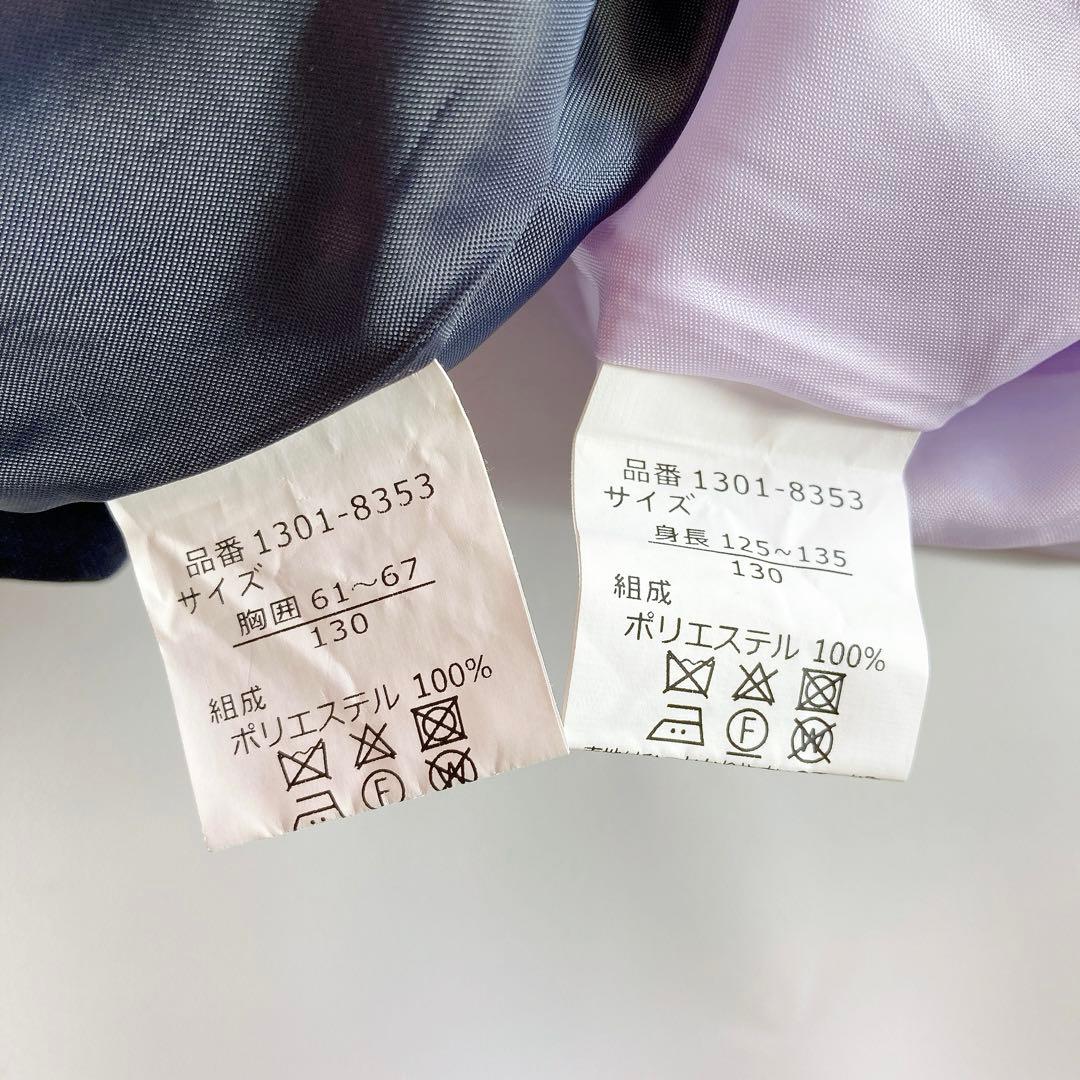 品番 1301-8353
サイズ
胸囲 61～67
130
組成
ポリエステル 100%
F
W
品番 1301-8353
サイズ
身長 125~135
130
組成
ポリエステル 100%
F
W